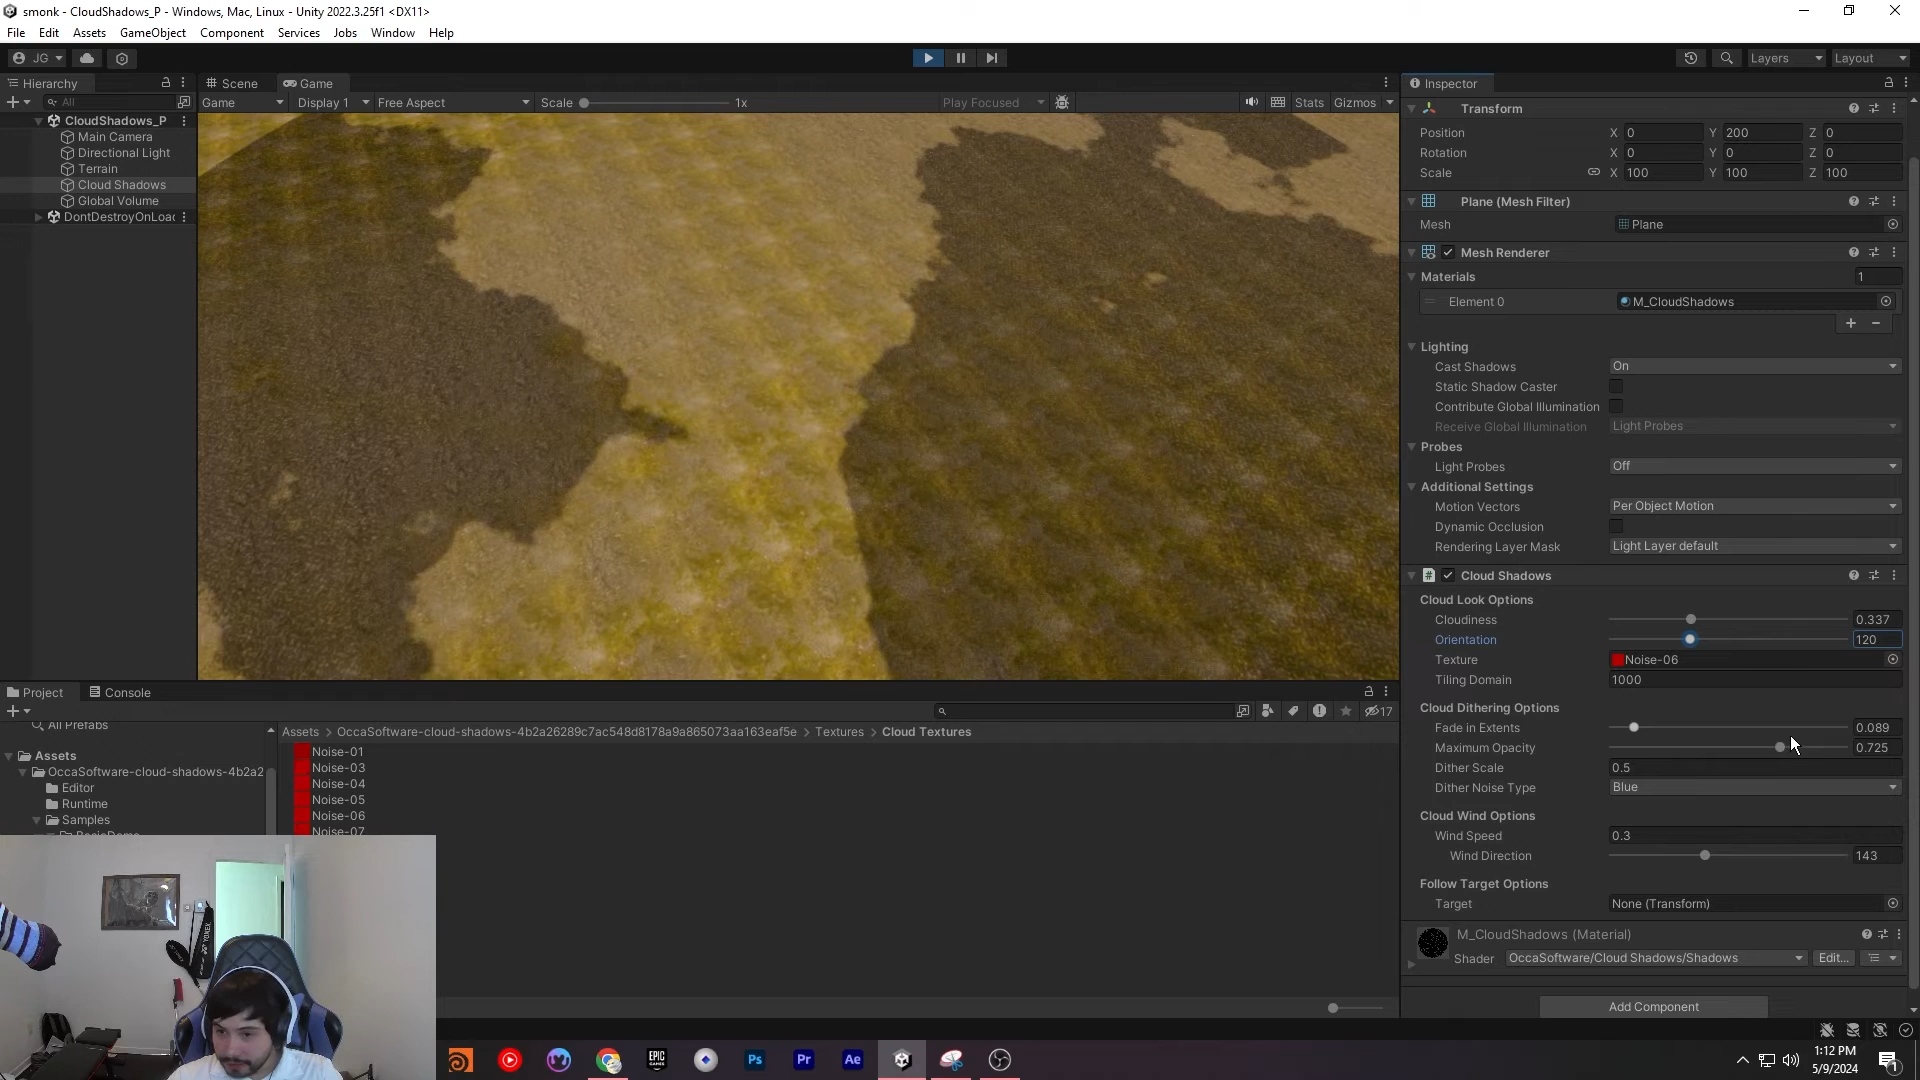 smonk - CloudShadows_P - Windows, Mac, Linux - Unity 2022.3.25f1 <DX11>
File Edit Assets GameObject Component Services Jobs Window Help
JG Layers Layout
Hierarchy Scene Game Inspector
All Game Display 1 Free Aspect Scale 1x Play Focused Stats Gizmos
CloudShadows_P
Main Camera
Directional Light
Terrain
Cloud Shadows
Global Volume
DontDestroyOnLoad
Transform
Position X 0 Y 200 Z 0
Rotation X 0 Y 0 Z 0
Scale X 100 Y 100 Z 100
Plane (Mesh Filter)
Mesh Plane
Mesh Renderer
Materials 1
Element 0 M_CloudShadows
Lighting
Cast Shadows On
Static Shadow Caster
Contribute Global Illumination
Receive Global Illumination Light Probes
Probes
Light Probes Off
Additional Settings
Motion Vectors Per Object Motion
Dynamic Occlusion
Rendering Layer Mask Light Layer default
Cloud Shadows
Cloud Look Options
Cloudiness 0.337
Orientation 120
Texture Noise-06
Tiling Domain 1000
Cloud Dithering Options
Fade in Extents 0.089
Maximum Opacity 0.725
Dither Scale 0.5
Dither Noise Type Blue
Cloud Wind Options
Wind Speed 0.3
Wind Direction 143
Follow Target Options
Target None (Transform)
M_CloudShadows (Material)
Shader OccaSoftware/Cloud Shadows/Shadows Edit...
Add Component
Project Console
17
All Prefabs
Assets
OccaSoftware-cloud-shadows-4b2a2
Editor
Runtime
Samples
BasicDemo
Assets > OccaSoftware-cloud-shadows-4b2a26289c7ac548d8178a9a865073aa163eaf5e > Textures > Cloud Textures
Noise-01
Noise-03
Noise-04
Noise-05
Noise-06
Noise-07
YONEX
EPIC GAMES Ps Pr Ae
1:12 PM
5/9/2024
1